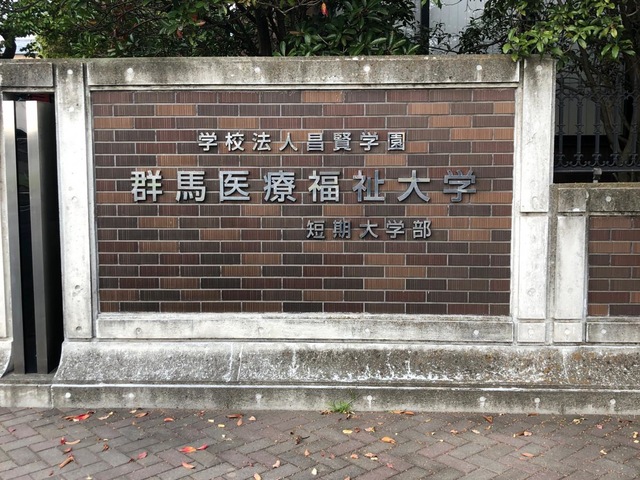 学校法人昌賢学園
群馬医療福祉大学
短期大学部